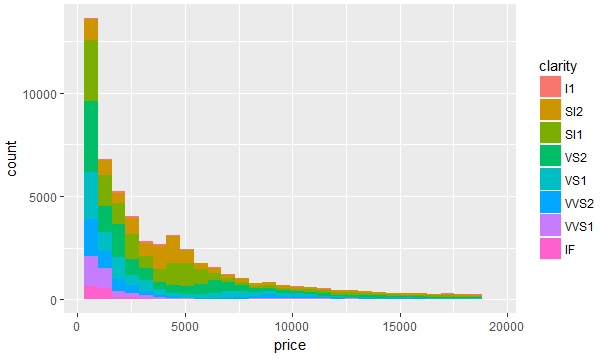 clarity
I1
SI2
SI1
VS2
VS1
VVS2
VVS1
IF
10000
5000
0
count
0
5000
10000
15000
20000
price